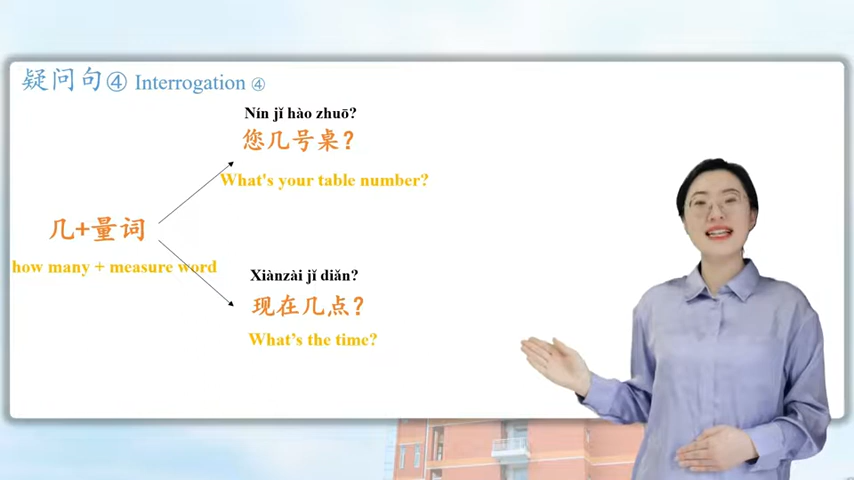 疑问句④ Interrogation ④
Nín jǐ hào zhuō?
您几号桌？
What's your table number?
几+量词
how many + measure word
Xiànzài jǐ diǎn?
现在几点？
What's the time?